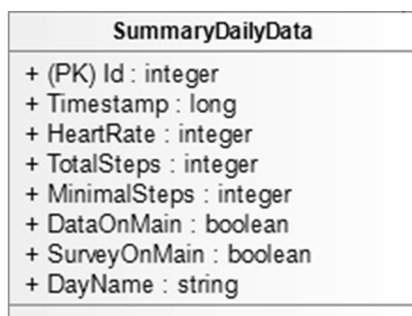 SummaryDailyData
+ (PK) Id : integer
+ Timestamp : long
+ HeartRate : integer
+ TotalSteps : integer
+ MinimalSteps : integer
+ DataOnMain : boolean
+ SurveyOnMain : boolean
+ DayName : string